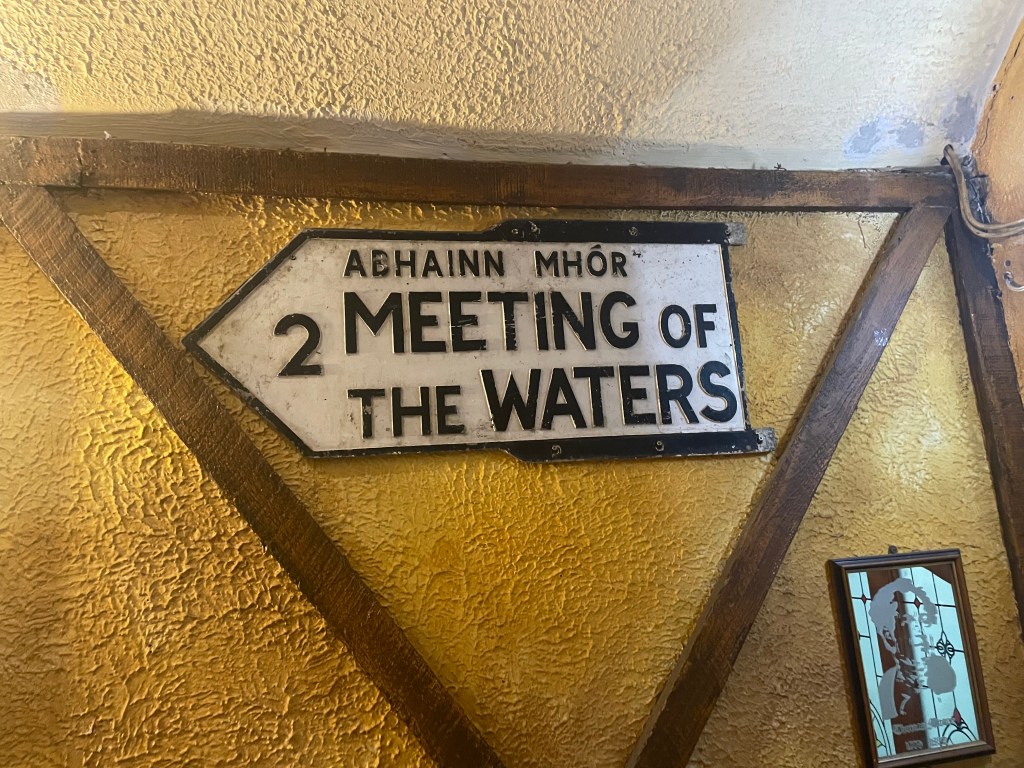 ABHAINN MHÓR
2 MEETING OF
THE WATERS